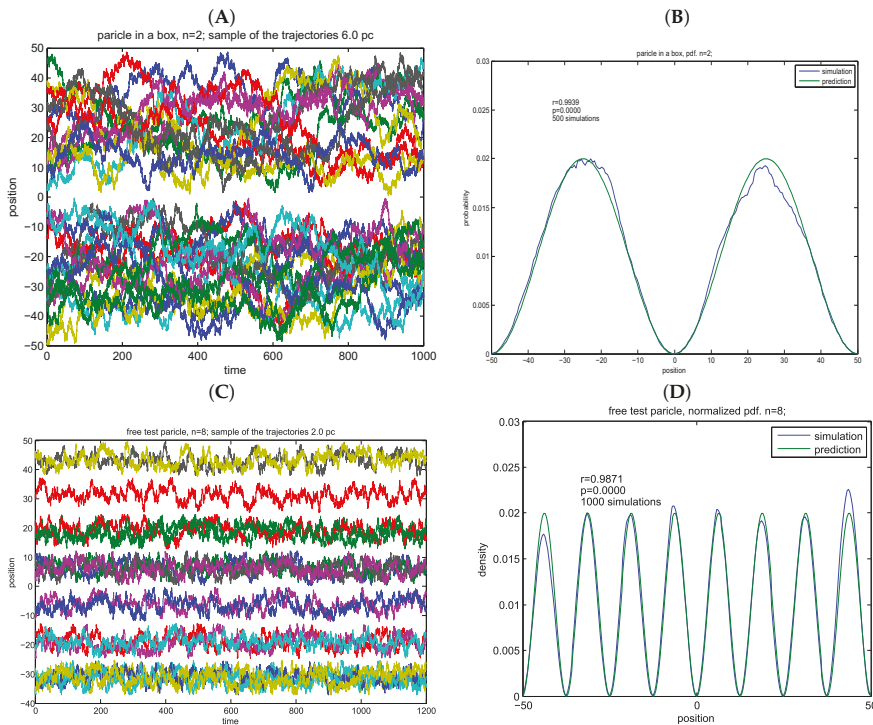 (A)
paricle in a box, n=2; sample of the trajectories 6.0 pc
50
40
30
20
10
0
−10
−20
−30
−40
−50
position
0 200 400 600 800 1000
time
(B)
paricle in a box, pdf. n=2;
0.03
0.025
0.02
0.015
0.01
0.005
0
probability
simulation
prediction
r=0.9939
p=0.0000
500 simulations
−50 −40 −30 −20 −10 0 10 20 30 40 50
position
(C)
free test paricle, n=8; sample of the trajectories 2.0 pc
50
40
30
20
10
0
−10
−20
−30
−40
position
0 200 400 600 800 1000 1200
time
(D)
free test paricle, normalized pdf. n=8;
0.03
0.025
0.02
0.015
0.01
0.005
0
density
simulation
prediction
r=0.9871
p=0.0000
1000 simulations
−50 0 50
position